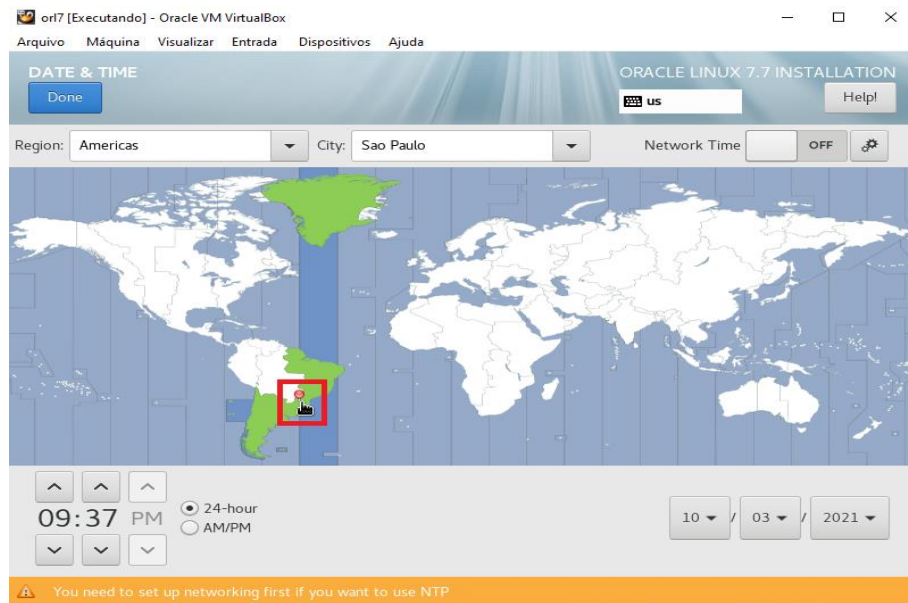 orl7 [Executando] - Oracle VM VirtualBox
Arquivo Máquina Visualizar Entrada Dispositivos Ajuda
DATE & TIME
ORACLE LINUX 7.7 INSTALLATION
Done
us
Help!
Region: Americas City: Sao Paulo Network Time OFF
09:37 PM
24-hour
AM/PM
10 / 03 / 2021
You need to set up networking first if you want to use NTP